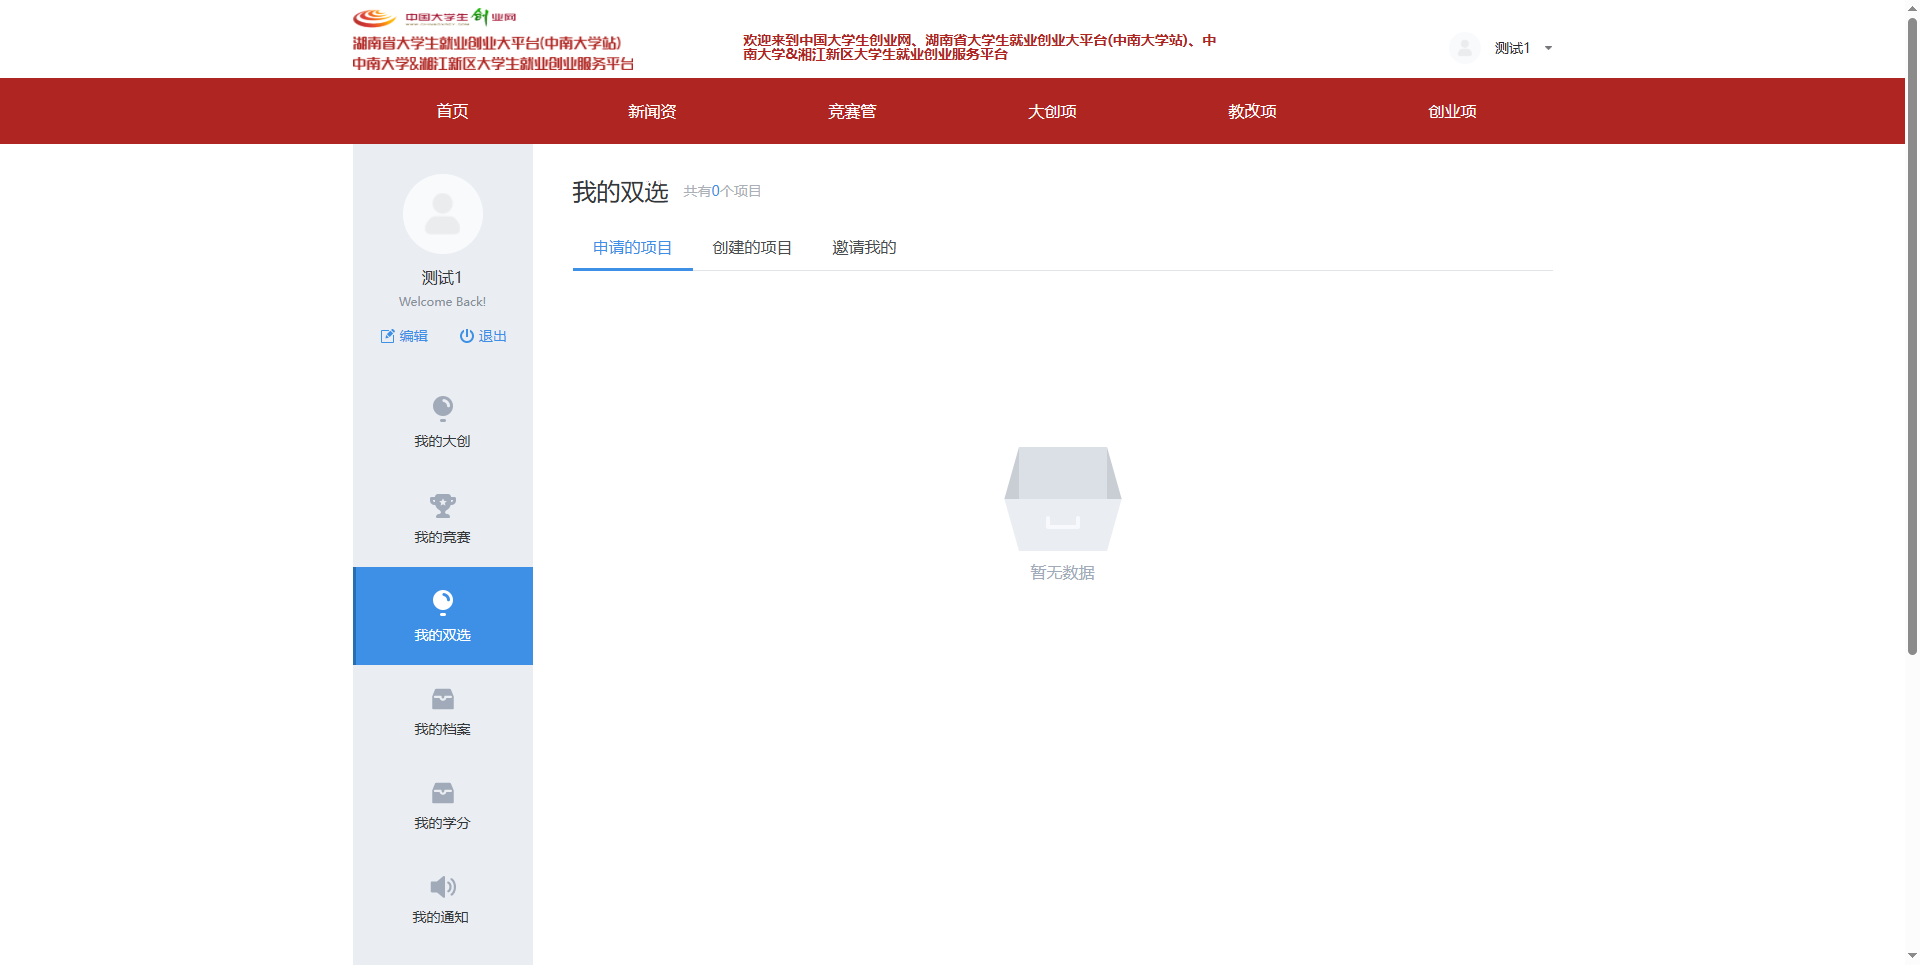 中国大学生创业网
湖南省大学生就业创业大平台(中南大学站)
中南大学&湘江新区大学生就业创业服务平台
欢迎来到中国大学生创业网、湖南省大学生就业创业大平台(中南大学站)、中
南大学&湘江新区大学生就业创业服务平台
测试1
首页
新闻资
竞赛管
大创项
教改项
创业项
测试1
Welcome Back!
编辑
退出
我的大创
我的竞赛
我的双选
我的档案
我的学分
我的通知
我的双选
共有0个项目
申请的项目
创建的项目
邀请我的
暂无数据